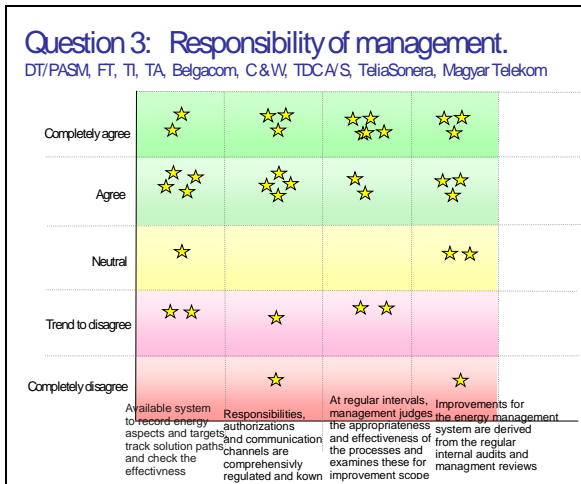 Question 3: Responsibility of management.
DT/PASM, FT, TI, TA, Belgacom, C & W, TDC A/S, TeliaSonera, Magyar Telekom
Completely agree
Agree
Neutral
Trend to disagree
Completely disagree
Available system
to record energy
aspects and targets,
track solution paths
and check the
effectivness
Responsibilities,
authorizations
and communication
channels are
comprehensivly
regulated and kown
At regular intervals,
management judges
the appropriateness
and effectiveness of
the processes and
examines these for
improvement scope
Improvements for
the energy management
system are derived
from the regular
internal audits and
managment reviews